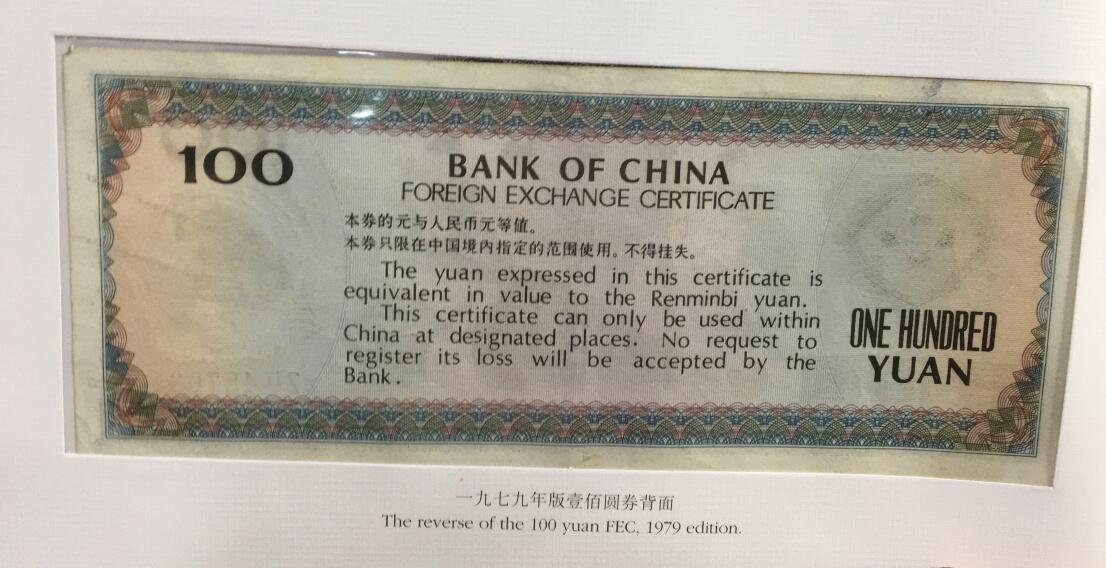 100
BANK OF CHINA
FOREIGN EXCHANGE CERTIFICATE
本券的元与人民币元等值。
本券只限在中国境内指定的范围使用。不得挂失。
The yuan expressed in this certificate is
equivalent in value to the Renminbi yuan.
This certificate can only be used within
China at designated places. No request to
register its loss will be accepted by the
Bank.
ONE HUNDRED
YUAN
一九七九年版壹佰圆券背面
The reverse of the 100 yuan FEC, 1979 edition.